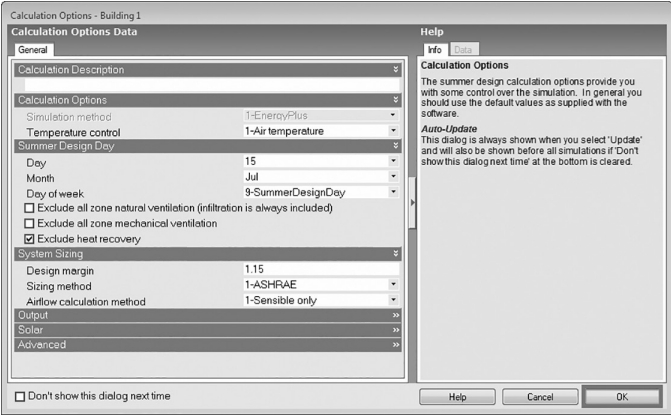 Calculation Options - Building 1
Calculation Options Data
General
Calculation Description
Calculation Options
Simulation method 1-EnergyPlus
Temperature control 1-Air temperature
Summer Design Day
Day 15
Month Jul
Day of week 9-SummerDesignDay
Exclude all zone natural ventilation (infiltration is always included)
Exclude all zone mechanical ventilation
Exclude heat recovery
System Sizing
Design margin 1.15
Sizing method 1-ASHRAE
Airflow calculation method 1-Sensible only
Output
Solar
Advanced
Help
Info Data
Calculation Options
The summer design calculation options provide you
with some control over the simulation. In general you
should use the default values as supplied with the
software.
Auto-Update
This dialog is always shown when you select 'Update'
and will also be shown before all simulations if 'Don't
show this dialog next time' at the bottom is cleared.
Don't show this dialog next time
Help Cancel OK